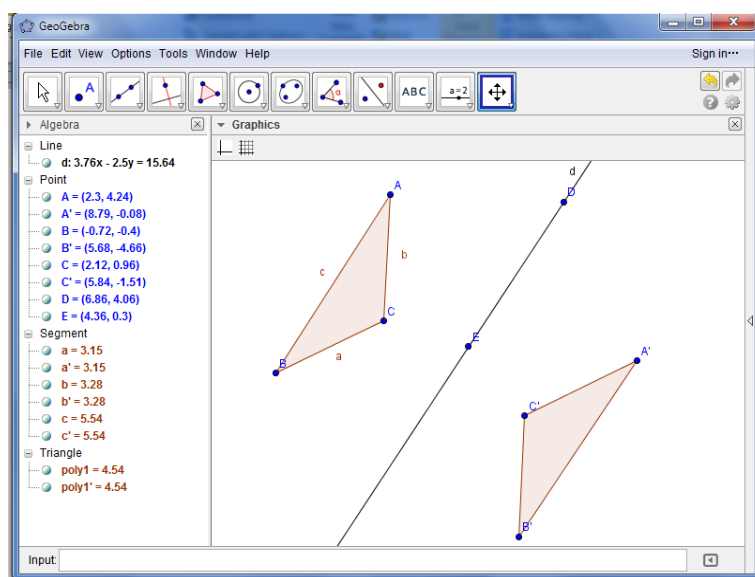 GeoGebra
File Edit View Options Tools Window Help
Sign in...
A
α
ABC
a=2
Algebra
Graphics
Line
d: 3.76x - 2.5y = 15.64
Point
A = (2.3, 4.24)
A' = (8.79, -0.08)
B = (-0.72, -0.4)
B' = (5.68, -4.66)
C = (2.12, 0.96)
C' = (5.84, -1.51)
D = (6.86, 4.06)
E = (4.36, 0.3)
Segment
a = 3.15
a' = 3.15
b = 3.28
b' = 3.28
c = 5.54
c' = 5.54
Triangle
poly1 = 4.54
poly1' = 4.54
d
A
D
b
c
C
E
B
a
A'
C'
B'
Input: